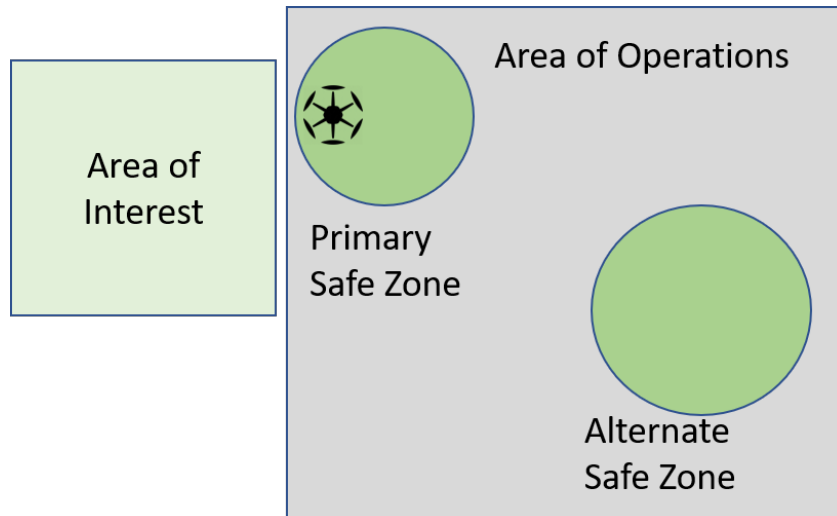 Area of Operations
Area of
Interest
Primary
Safe Zone
Alternate
Safe Zone